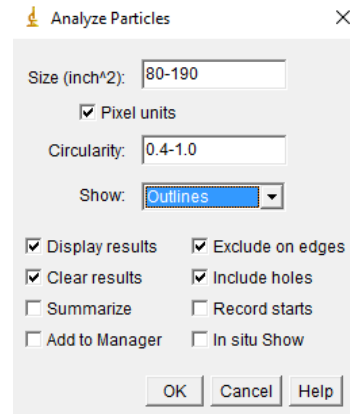 Analyze Particles
Size (inch^2): 80-190
Pixel units
Circularity: 0.4-1.0
Show: Outlines
Display results Exclude on edges
Clear results Include holes
Summarize Record starts
Add to Manager In situ Show
OK Cancel Help